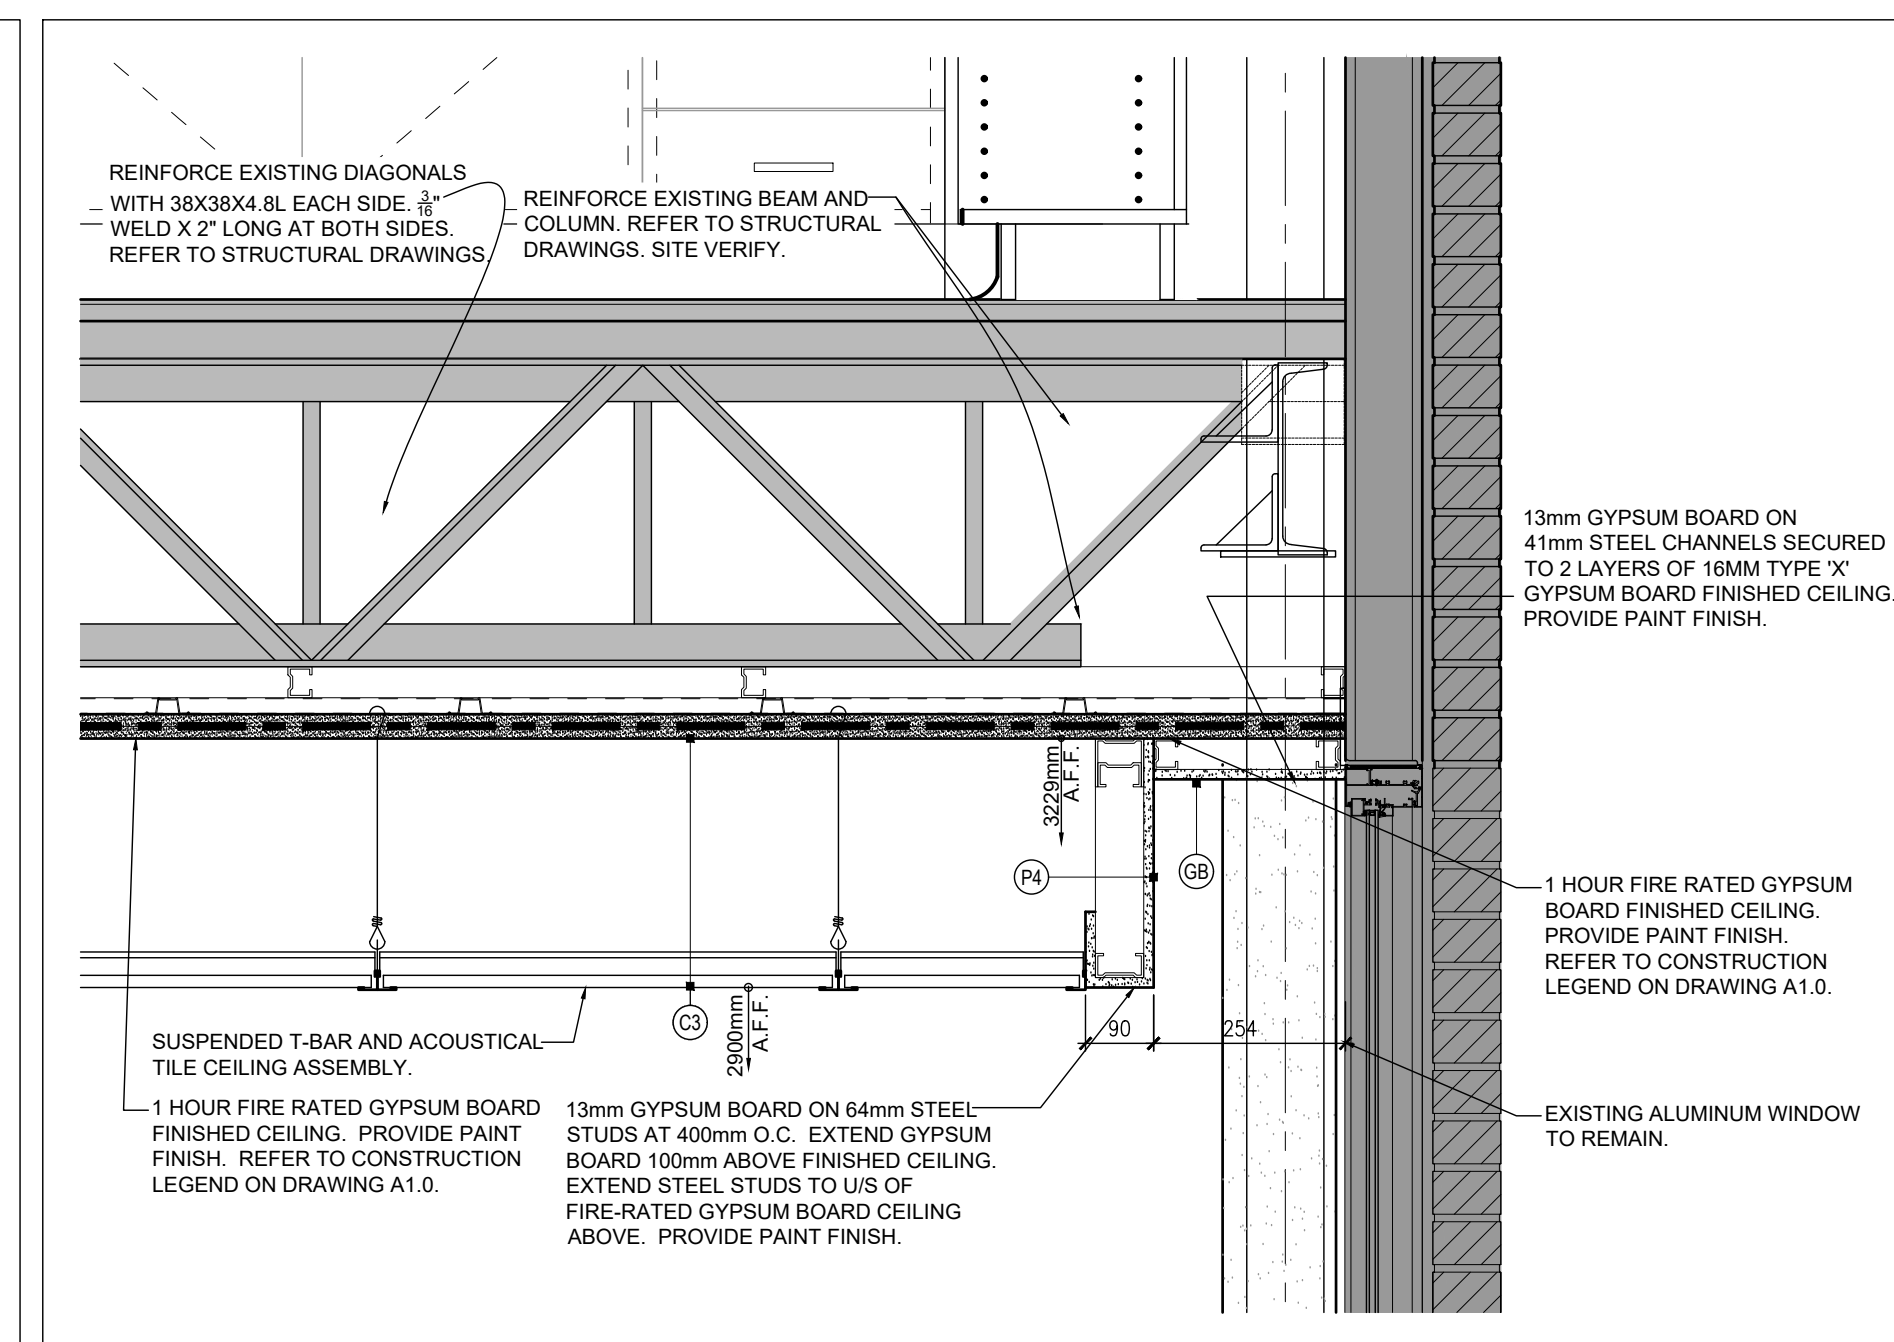 REINFORCE EXISTING DIAGONALS
WITH 38X38X4.8L EACH SIDE. 3/16"
WELD X 2" LONG AT BOTH SIDES.
REFER TO STRUCTURAL DRAWINGS.
REINFORCE EXISTING BEAM AND
COLUMN. REFER TO STRUCTURAL
DRAWINGS. SITE VERIFY.
13mm GYPSUM BOARD ON
41mm STEEL CHANNELS SECURED
TO 2 LAYERS OF 16MM TYPE 'X'
GYPSUM BOARD FINISHED CEILING.
PROVIDE PAINT FINISH.
3229mm
A.F.F.
P4
GB
1 HOUR FIRE RATED GYPSUM
BOARD FINISHED CEILING.
PROVIDE PAINT FINISH.
REFER TO CONSTRUCTION
LEGEND ON DRAWING A1.0.
C3
2900mm
A.F.F.
90
254
SUSPENDED T-BAR AND ACOUSTICAL
TILE CEILING ASSEMBLY.
1 HOUR FIRE RATED GYPSUM BOARD
FINISHED CEILING. PROVIDE PAINT
FINISH. REFER TO CONSTRUCTION
LEGEND ON DRAWING A1.0.
13mm GYPSUM BOARD ON 64mm STEEL
STUDS AT 400mm O.C. EXTEND GYPSUM
BOARD 100mm ABOVE FINISHED CEILING.
EXTEND STEEL STUDS TO U/S OF
FIRE-RATED GYPSUM BOARD CEILING
ABOVE. PROVIDE PAINT FINISH.
EXISTING ALUMINUM WINDOW
TO REMAIN.